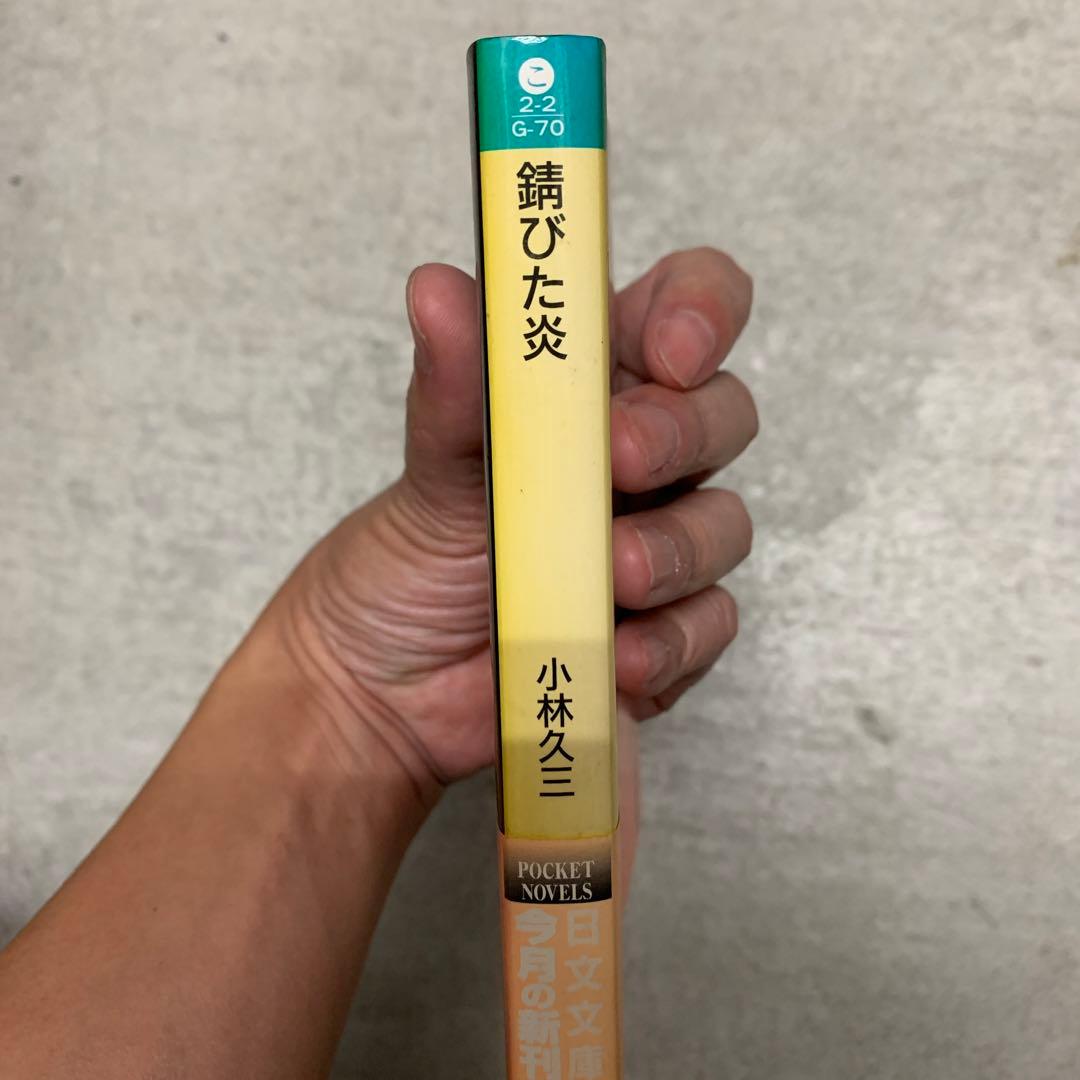 こ
2-2
G-70
錆びた炎
小林久三
POCKET
NOVELS
日文文庫
今月の新刊